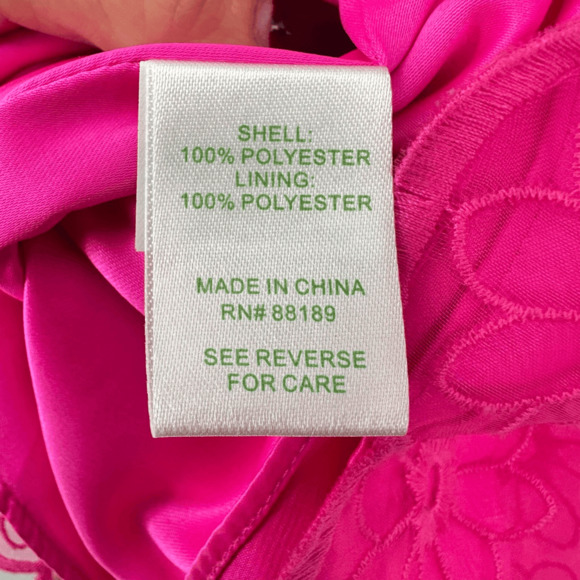 SHELL:
100% POLYESTER
LINING:
100% POLYESTER
MADE IN CHINA
RN# 88189
SEE REVERSE
FOR CARE